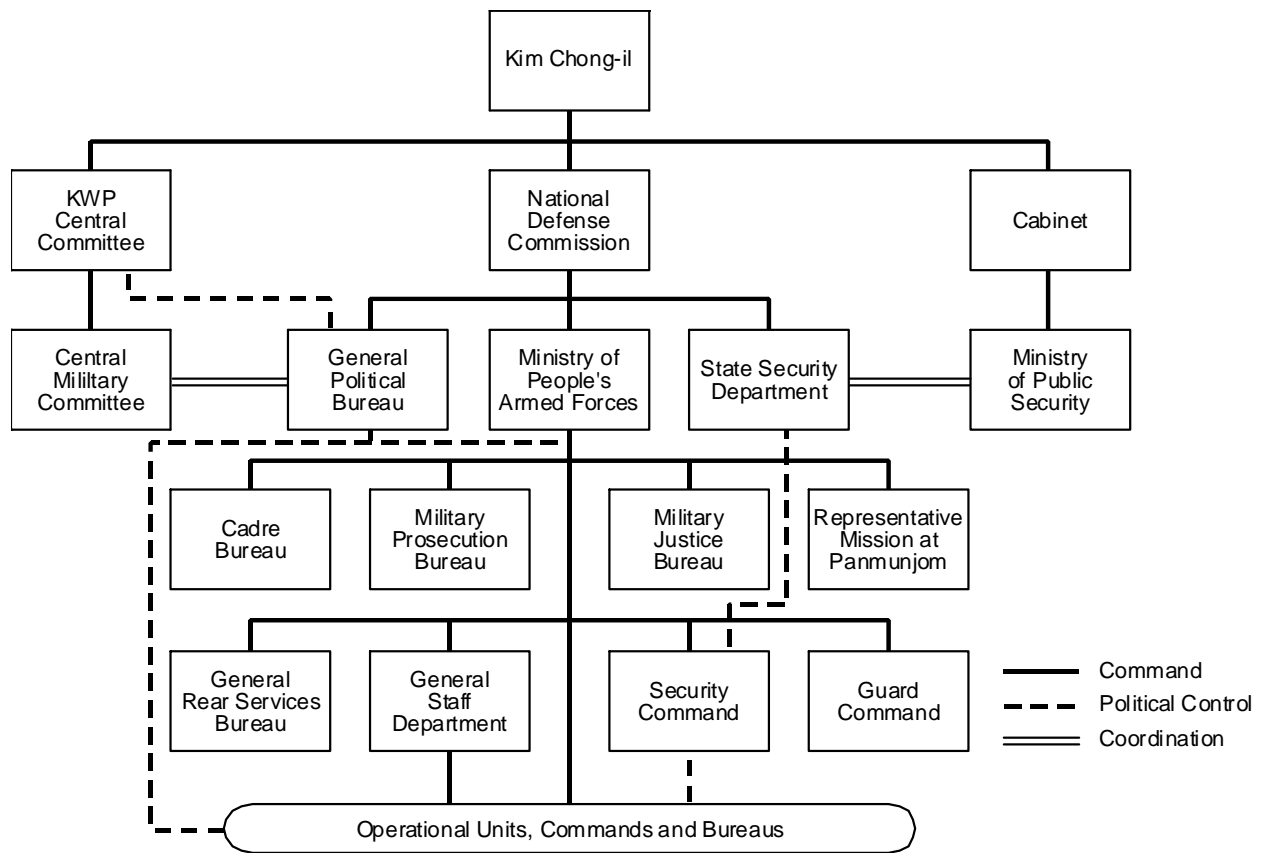 Kim Chong-il
KWP
Central
Committee
National
Defense
Commission
Cabinet
Central
Mililtary
Committee
General
Political
Bureau
Ministry of
People's
Armed Forces
State Security
Department
Ministry
of Public
Security
Cadre
Bureau
Military
Prosecution
Bureau
Military
Justice
Bureau
Representative
Mission at
Panmunjom
General
Rear Services
Bureau
General
Staff
Department
Security
Command
Guard
Command
Command
Political Control
Coordination
Operational Units, Commands and Bureaus